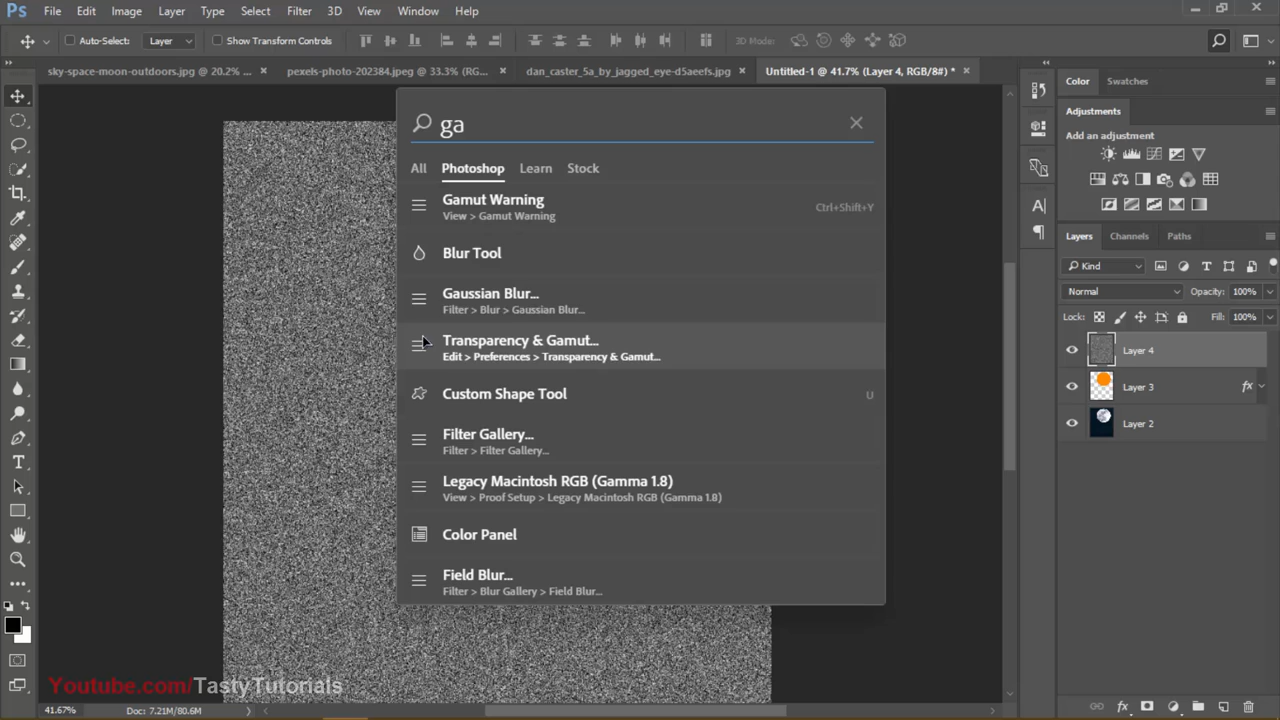 Ps File Edit Image Layer Type Select Filter 3D View Window Help
Auto-Select: Layer Show Transform Controls 3D Mode:
sky-space-moon-outdoors.jpg @ 20.2% ... × pexels-photo-202384.jpeg @ 33.3% (RG... × dan_caster_5a_by_jagged_eye-d5aeefs.jpg × Untitled-1 @ 41.7% (Layer 4, RGB/8#) * ×
Color Swatches
ga
Adjustments
Add an adjustment
All Photoshop Learn Stock
Gamut Warning Ctrl+Shift+Y
View > Gamut Warning
Blur Tool
Gaussian Blur...
Filter > Blur > Gaussian Blur...
Transparency & Gamut...
Edit > Preferences > Transparency & Gamut...
Custom Shape Tool U
Filter Gallery...
Filter > Filter Gallery...
Legacy Macintosh RGB (Gamma 1.8)
View > Proof Setup > Legacy Macintosh RGB (Gamma 1.8)
Color Panel
Field Blur...
Filter > Blur Gallery > Field Blur...
Layers Channels Paths
Kind
Normal Opacity: 100%
Lock: Fill: 100%
Layer 4
Layer 3 fx
Layer 2
Youtube.com/TastyTutorials
41.67% Doc: 7.21M/80.6M